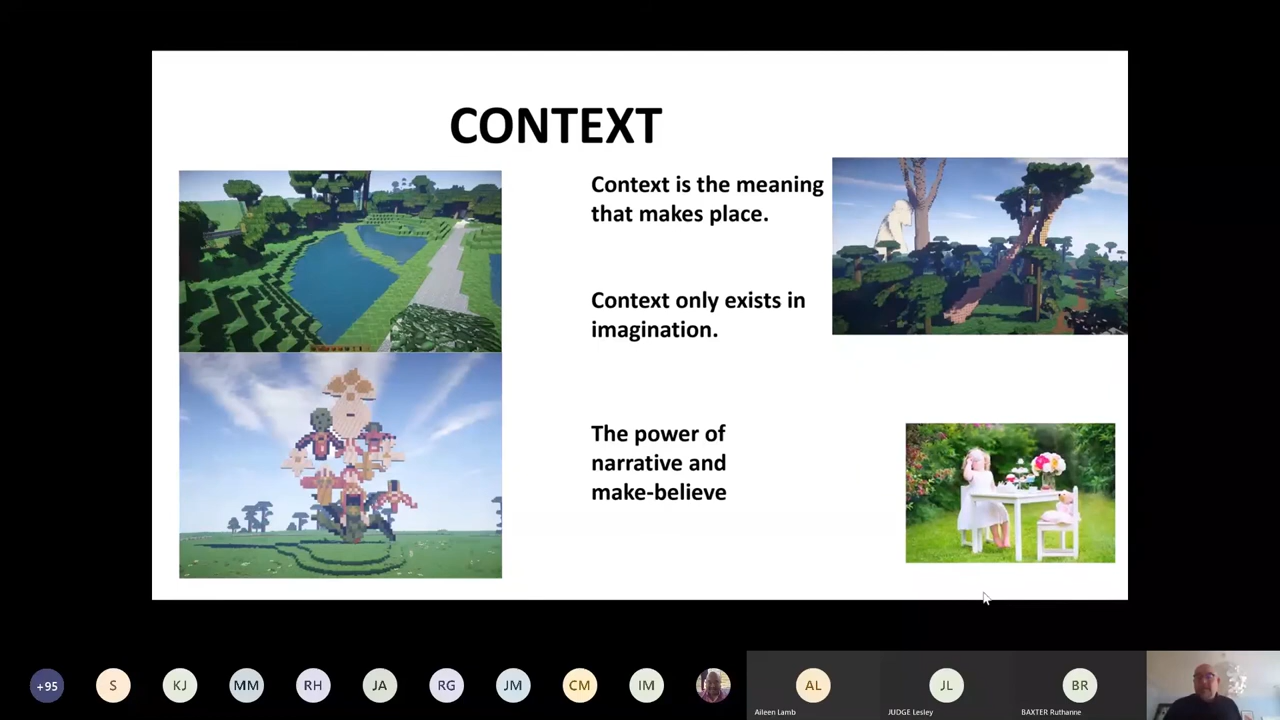 CONTEXT
Context is the meaning
that makes place.
Context only exists in
imagination.
The power of
narrative and
make-believe
+95
S
KJ
MM
RH
JA
RG
JM
CM
IM
AL
JL
BR
Aileen Lamb
JUDGE Lesley
BAXTER Ruthanne